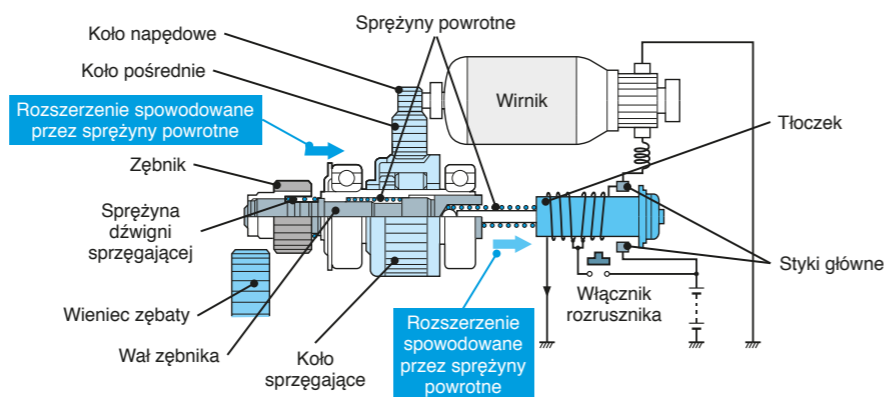 Sprężyny powrotne
Koło napędowe
Koło pośrednie
Rozszerzenie spowodowane
przez sprężyny powrotne
Wirnik
Tłoczek
Zębnik
Sprężyna
dźwigni
sprzęgającej
Styki główne
Włącznik
rozrusznika
Wieniec zębaty
Wał zębnika
Koło
sprzęgające
Rozszerzenie
spowodowane
przez sprężyny
powrotne